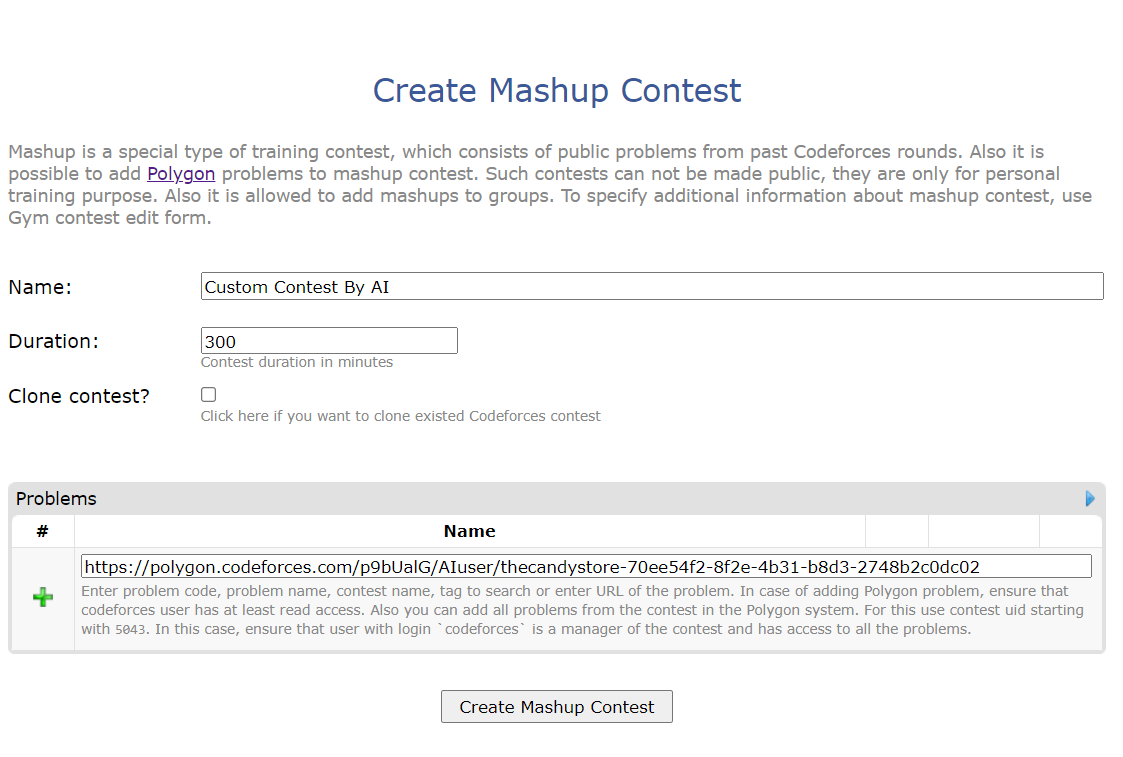 Create Mashup Contest
Mashup is a special type of training contest, which consists of public problems from past Codeforces rounds. Also it is
possible to add Polygon problems to mashup contest. Such contests can not be made public, they are only for personal
training purpose. Also it is allowed to add mashups to groups. To specify additional information about mashup contest, use
Gym contest edit form.
Name: Custom Contest By AI
Duration: 300
Contest duration in minutes
Clone contest?
Click here if you want to clone existed Codeforces contest
Problems
# Name
https://polygon.codeforces.com/p9bUalG/AIuser/thecandystore-70ee54f2-8f2e-4b31-b8d3-2748b2c0dc02
Enter problem code, problem name, contest name, tag to search or enter URL of the problem. In case of adding Polygon problem, ensure that
codeforces user has at least read access. Also you can add all problems from the contest in the Polygon system. For this use contest uid starting
with 5043. In this case, ensure that user with login `codeforces` is a manager of the contest and has access to all the problems.
Create Mashup Contest